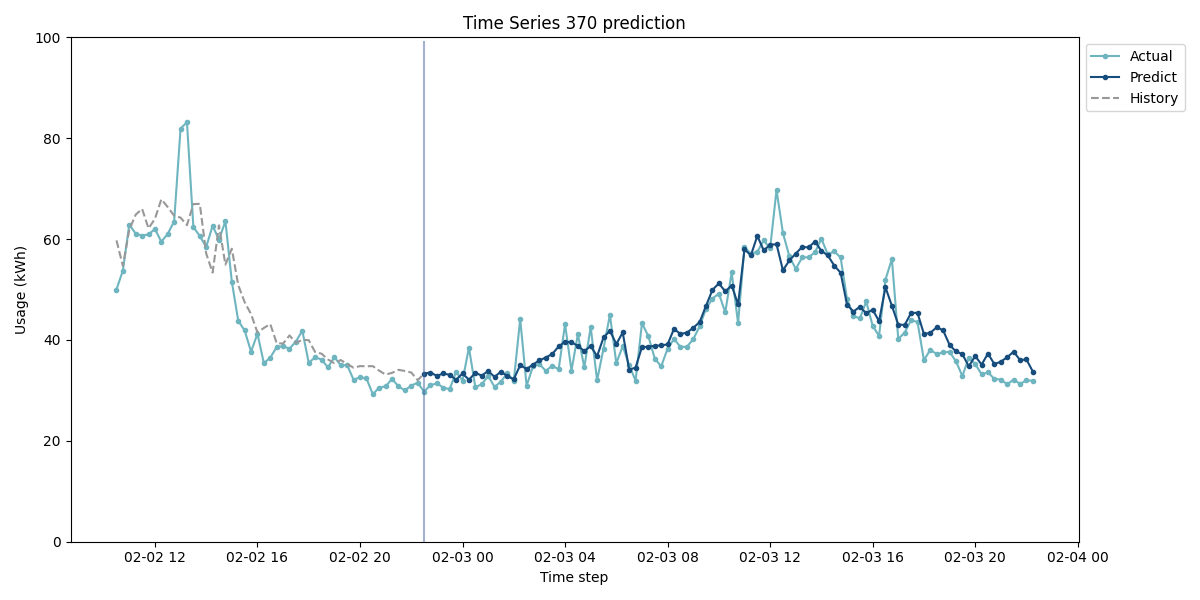 Time Series 370 prediction
100
80
60
40
20
0
Usage (kWh)
02-02 12
02-02 16
02-02 20
02-03 00
02-03 04
02-03 08
02-03 12
02-03 16
02-03 20
02-04 00
Time step
Actual
Predict
History